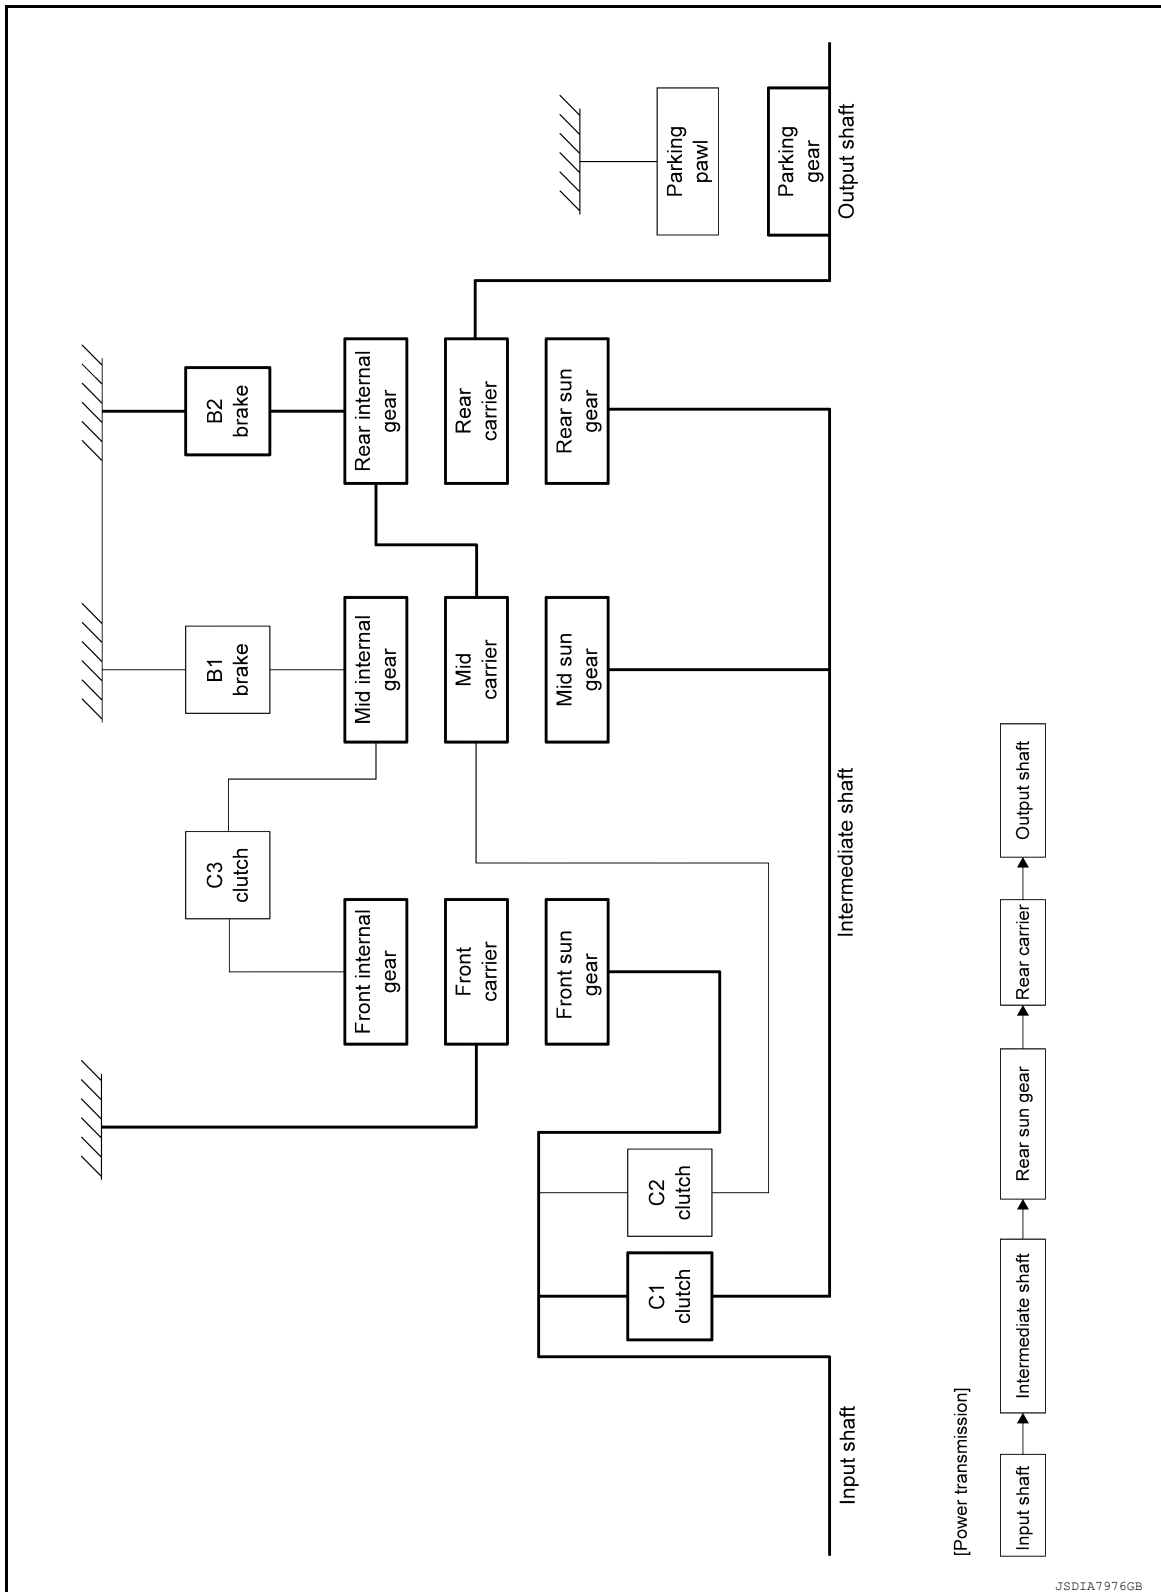 B2
brake
B1
brake
C3
clutch
Rear internal
gear
Mid internal
gear
Front internal
gear
Rear
carrier
Mid
carrier
Front
carrier
Rear sun
gear
Mid sun
gear
Front sun
gear
Parking
pawl
C2
clutch
C1
clutch
Parking
gear
Output shaft
Intermediate shaft
Input shaft
[Power transmission]
Input shaft
Intermediate shaft
Rear sun gear
Rear carrier
Output shaft
JSDIA7976GB